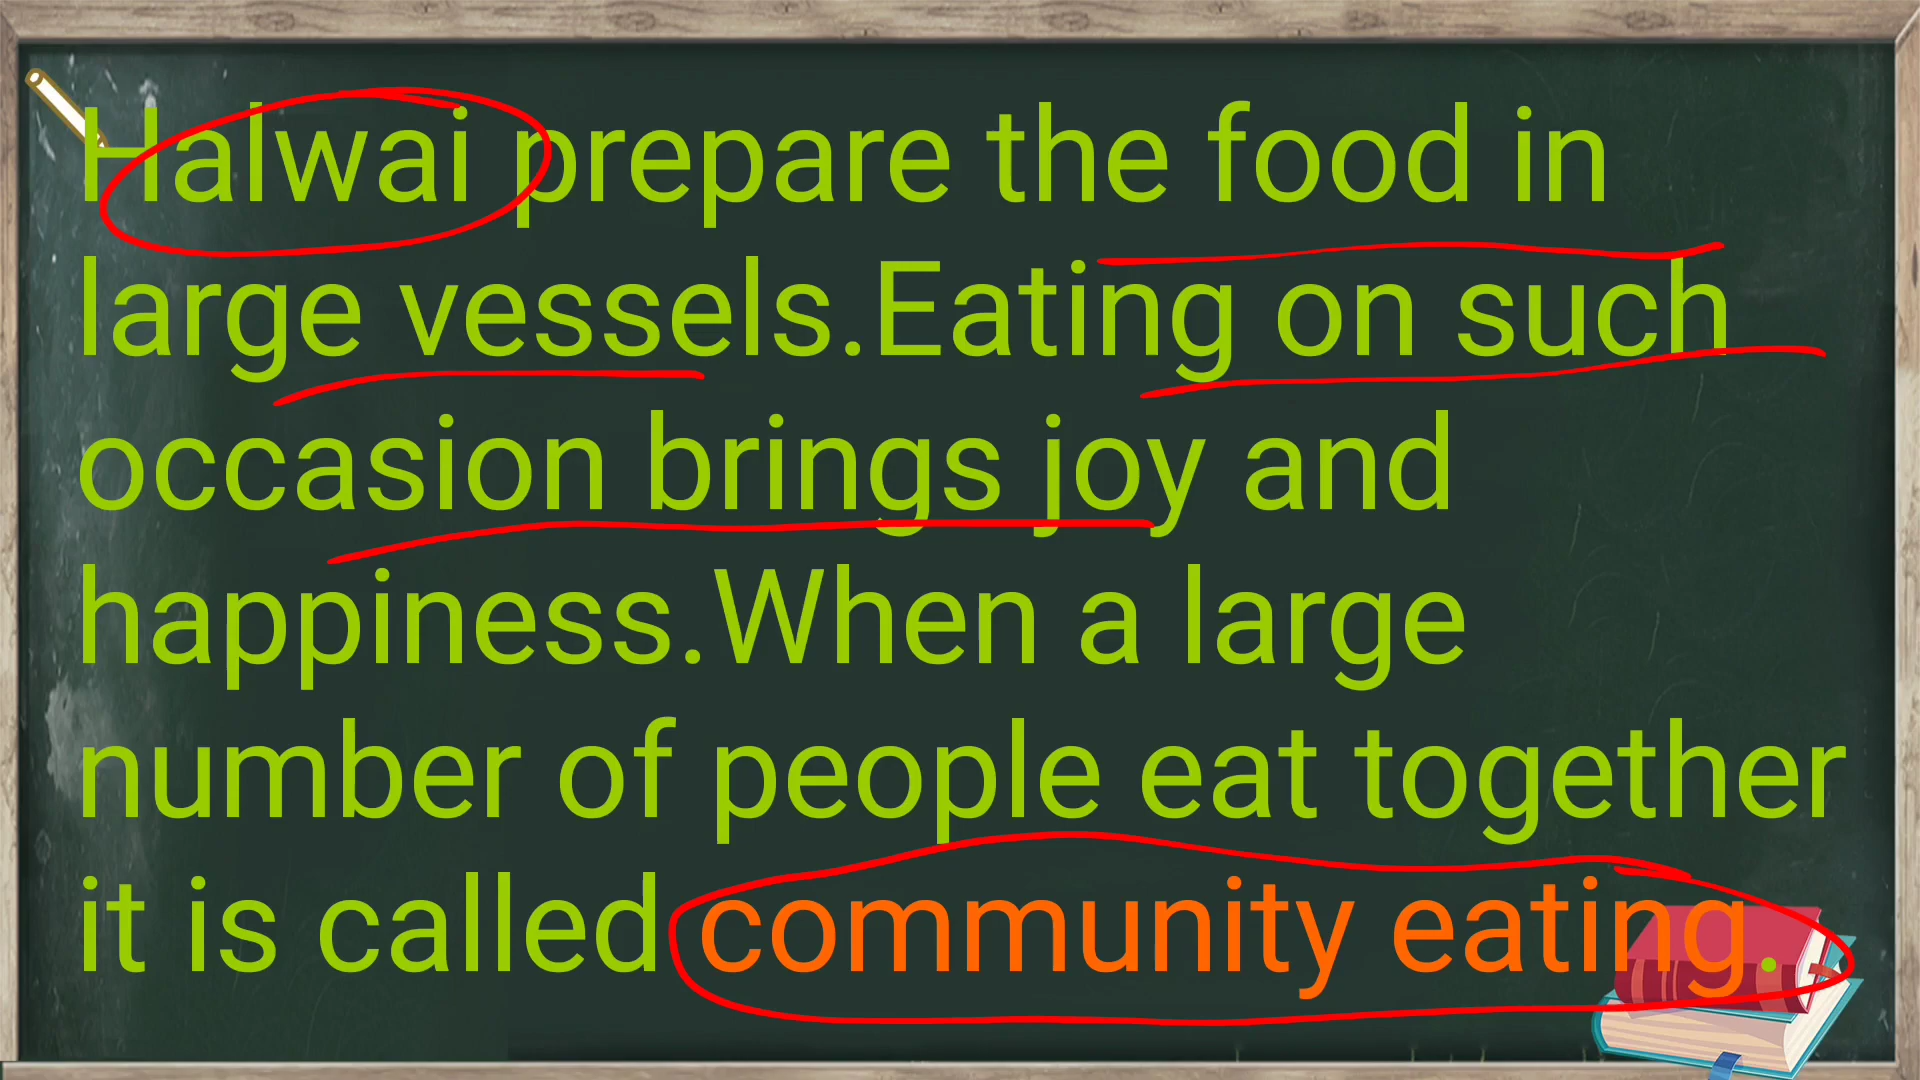 Halwai prepare the food in
large vessels.Eating on such
occasion brings joy and
happiness.When a large
number of people eat together
it is called community eating.